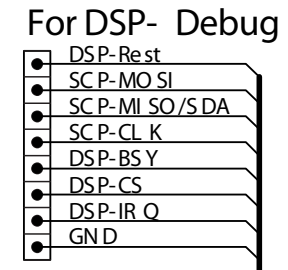 For DSP- Debug
DSP-Rest
SCP-MOSI
SCP-MISO/SDA
SCP-CLK
DSP-BSY
DSP-CS
DSP-IRQ
GND